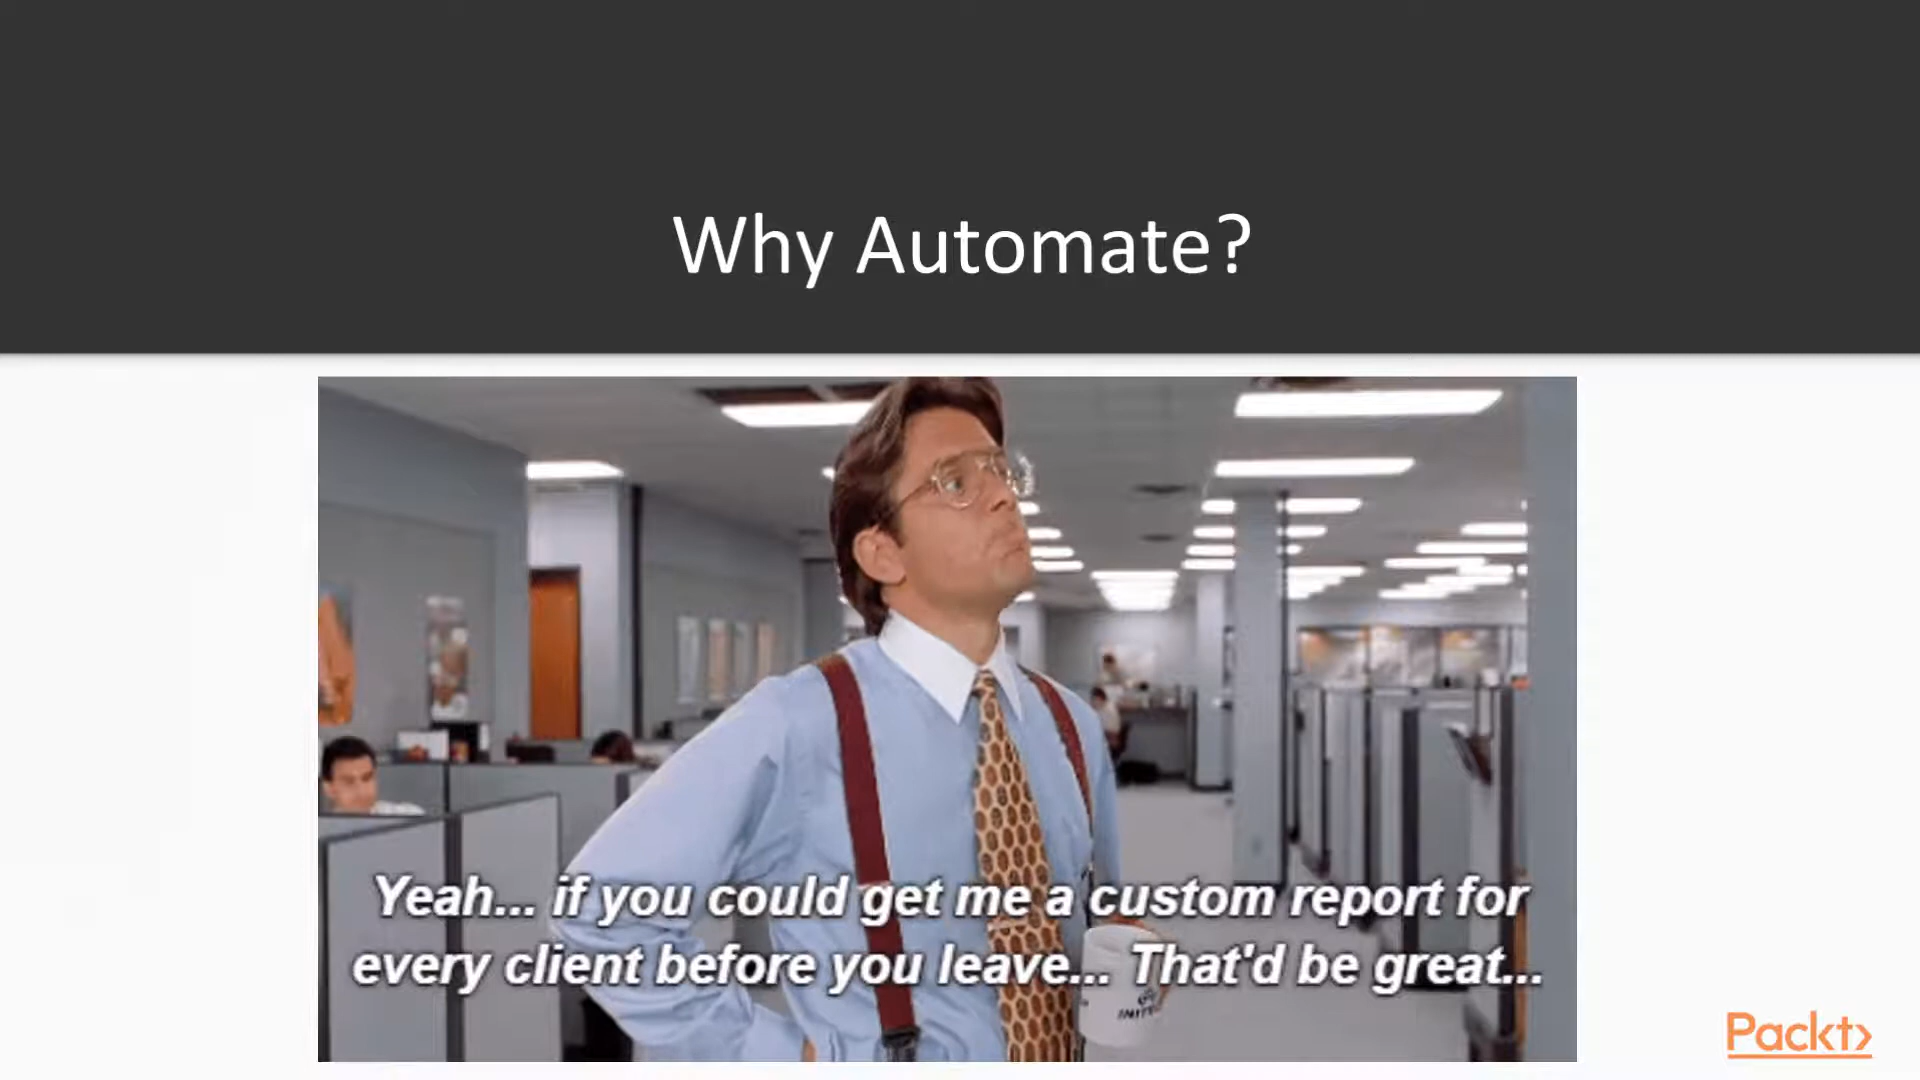 Why Automate?
Yeah... if you could get me a custom report for
every client before you leave... That'd be great...
Packt